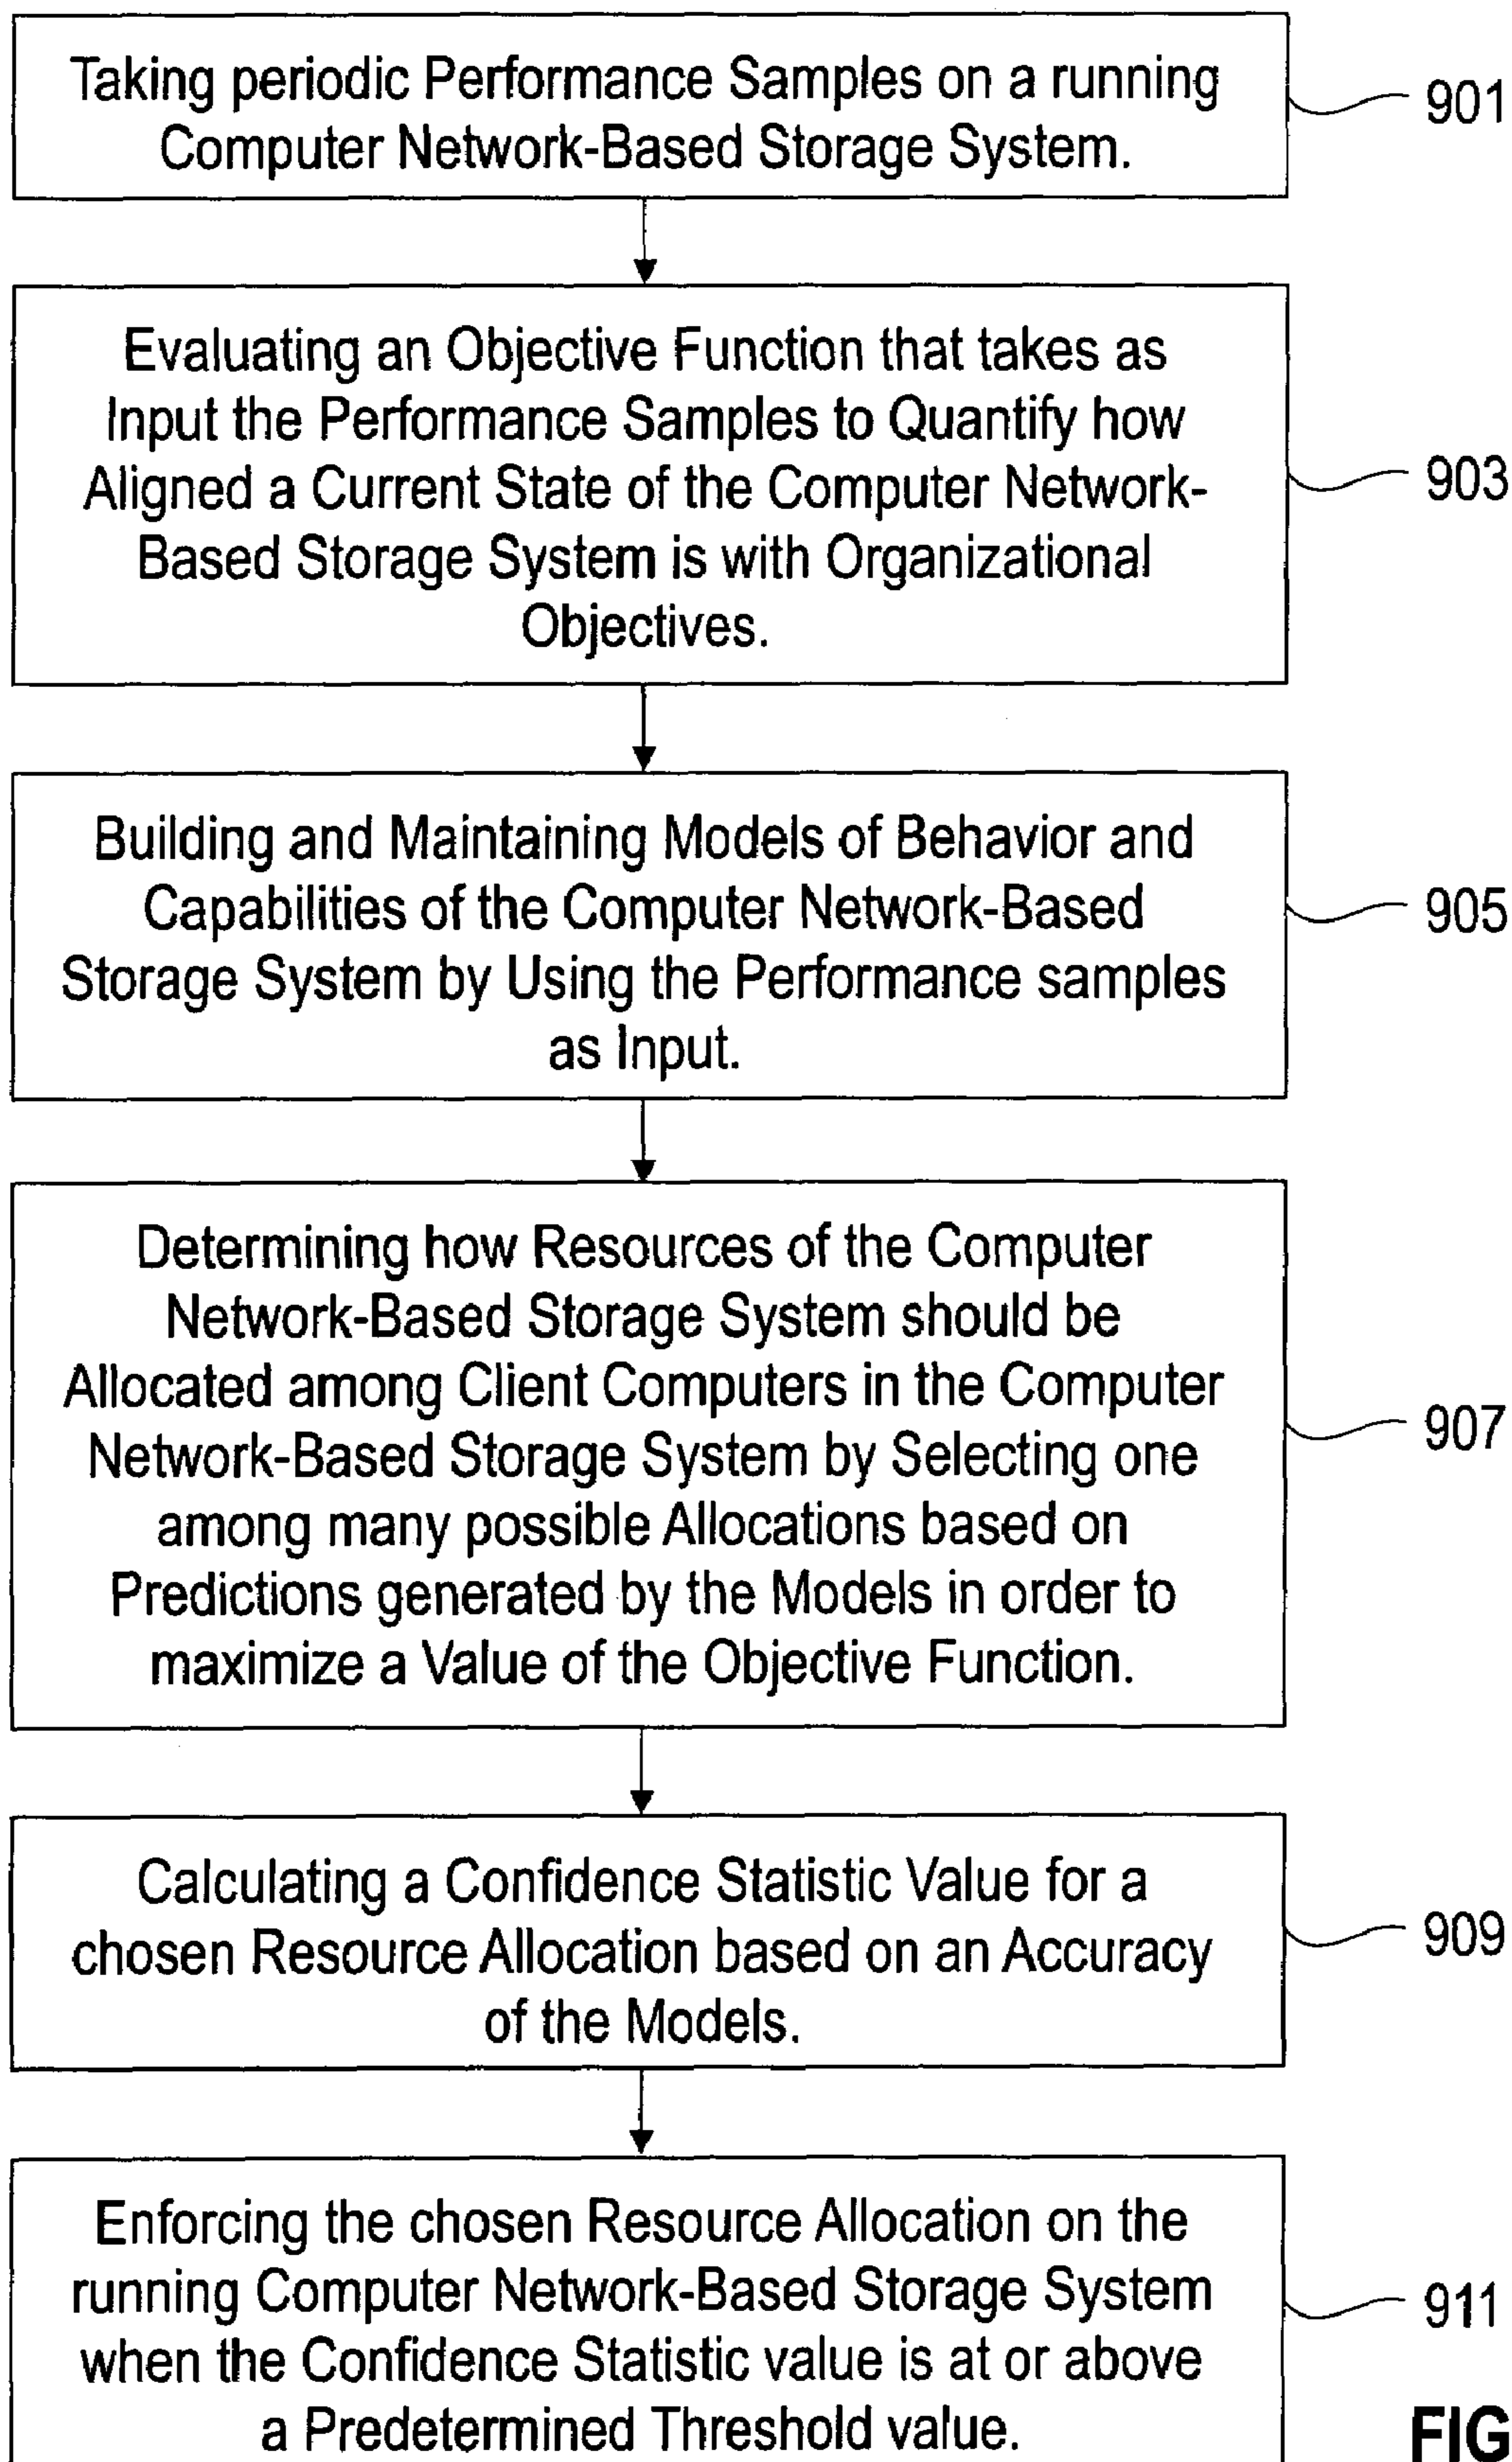 Taking periodic Performance Samples on a running
Computer Network-Based Storage System.
901
Evaluating an Objective Function that takes as
Input the Performance Samples to Quantify how
Aligned a Current State of the Computer Network-
Based Storage System is with Organizational
Objectives.
903
Building and Maintaining Models of Behavior and
Capabilities of the Computer Network-Based
Storage System by Using the Performance samples
as Input.
905
Determining how Resources of the Computer
Network-Based Storage System should be
Allocated among Client Computers in the Computer
Network-Based Storage System by Selecting one
among many possible Allocations based on
Predictions generated by the Models in order to
maximize a Value of the Objective Function.
907
Calculating a Confidence Statistic Value for a
chosen Resource Allocation based on an Accuracy
of the Models.
909
Enforcing the chosen Resource Allocation on the
running Computer Network-Based Storage System
when the Confidence Statistic value is at or above
a Predetermined Threshold value.
911
FIG